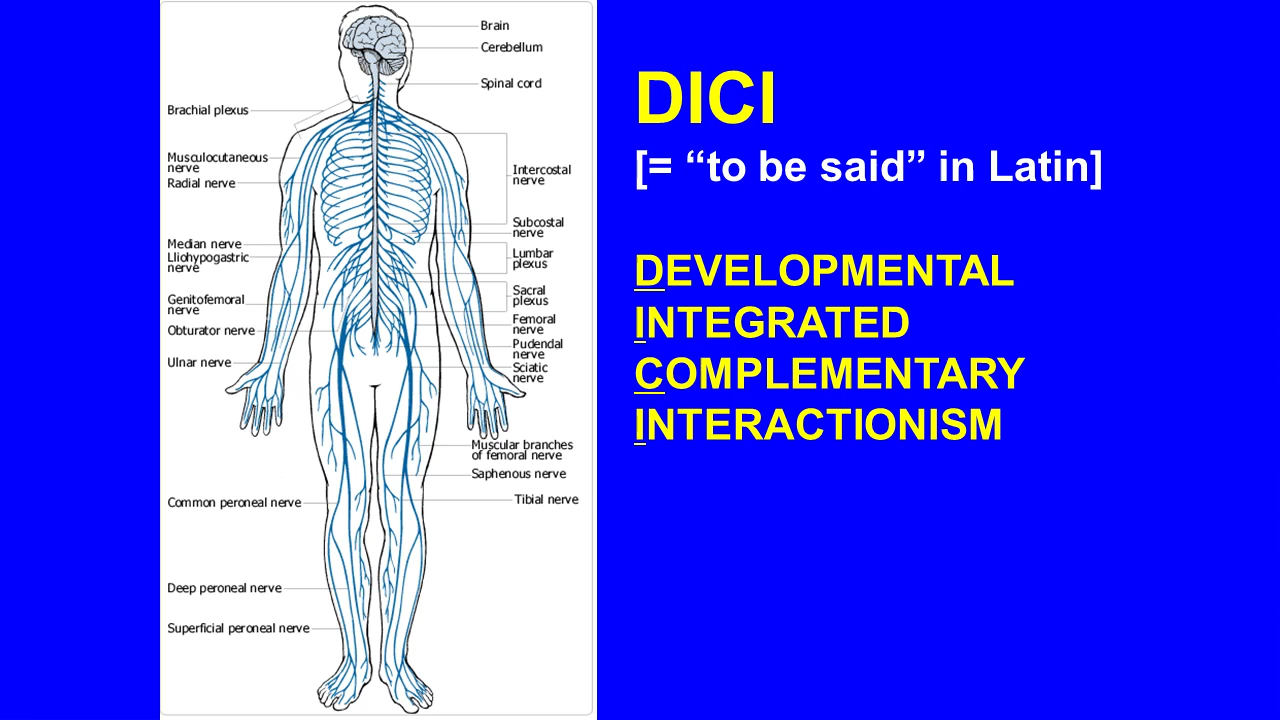 Brain
Cerebellum
Spinal cord
Brachial plexus
Musculocutaneous
nerve
Radial nerve
Intercostal
nerve
Subcostal
nerve
Median nerve
Lliohypogastric
nerve
Lumbar
plexus
Genitofemoral
nerve
Sacral
plexus
Obturator nerve
Femoral
nerve
Pudendal
nerve
Ulnar nerve
Sciatic
nerve
Muscular branches
of femoral nerve
Saphenous nerve
Common peroneal nerve
Tibial nerve
Deep peroneal nerve
Superficial peroneal nerve
DICI
[= “to be said” in Latin]
DEVELOPMENTAL
INTEGRATED
COMPLEMENTARY
INTERACTIONISM